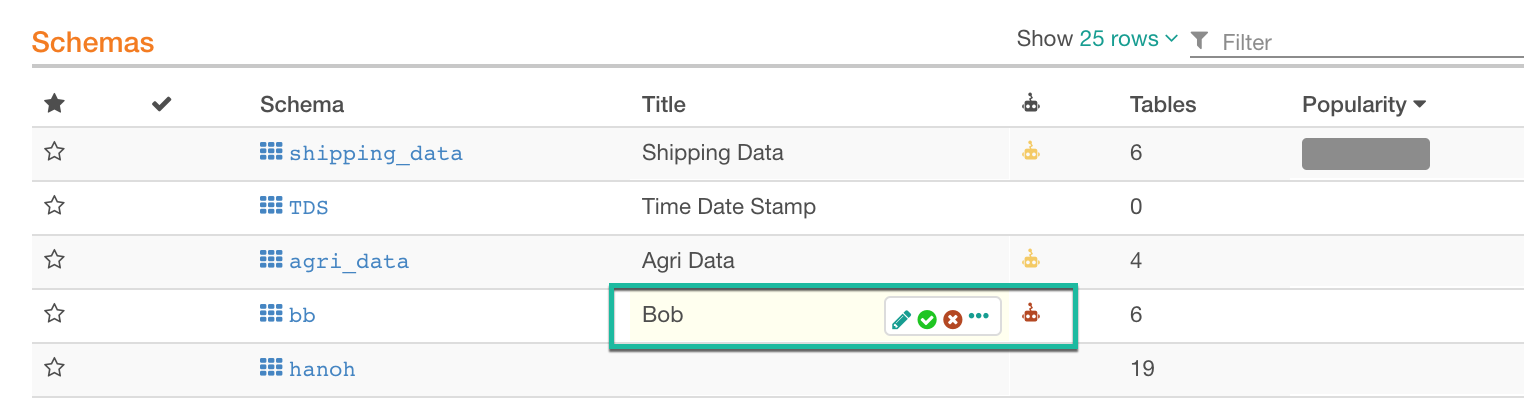 Schemas
Show 25 rows Filter
Schema Title Tables Popularity
shipping_data Shipping Data 6
TDS Time Date Stamp 0
agri_data Agri Data 4
bb Bob 6
hanoh 19